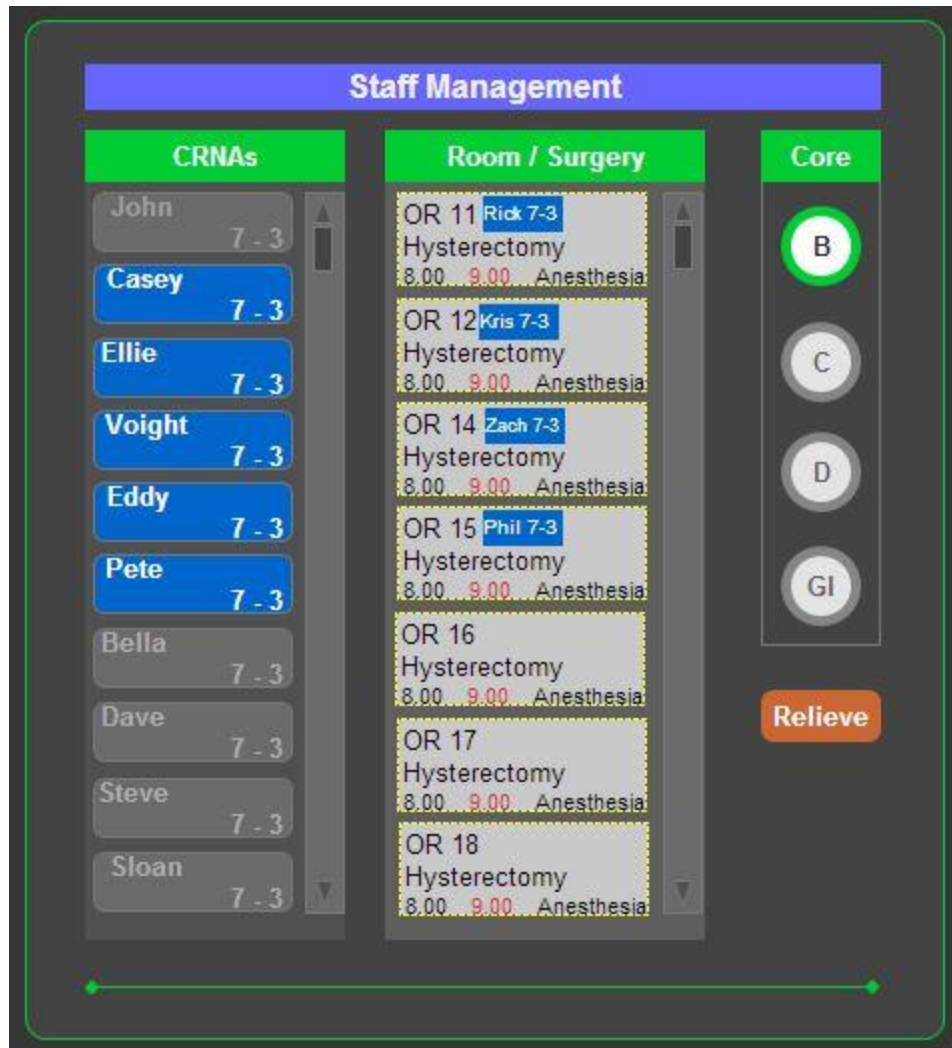 Staff Management
CRNAs
John
7 - 3
Casey
7 - 3
Ellie
7 - 3
Voight
7 - 3
Eddy
7 - 3
Pete
7 - 3
Bella
7 - 3
Dave
7 - 3
Steve
7 - 3
Sloan
7 - 3
Room / Surgery
OR 11 Rick 7-3
Hysterectomy
8.00 9.00 Anesthesia
OR 12 Kris 7-3
Hysterectomy
8.00 9.00 Anesthesia
OR 14 Zach 7-3
Hysterectomy
8.00 9.00 Anesthesia
OR 15 Phil 7-3
Hysterectomy
8.00 9.00 Anesthesia
OR 16
Hysterectomy
8.00 9.00 Anesthesia
OR 17
Hysterectomy
8.00 9.00 Anesthesia
OR 18
Hysterectomy
8.00 9.00 Anesthesia
Core
B
C
D
GI
Relieve